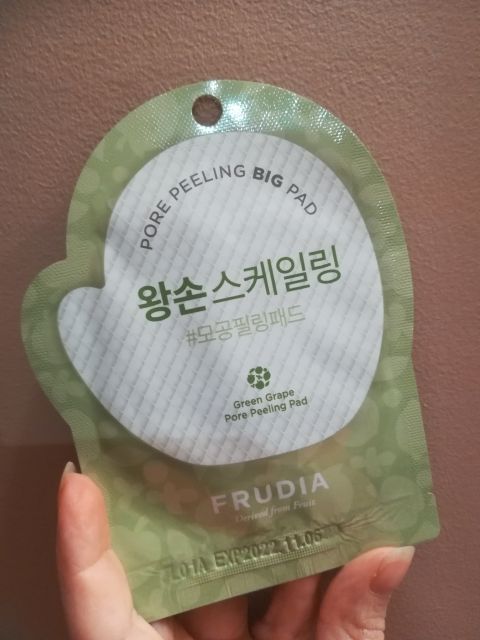 PORE PEELING BIG PAD
왕손 스케일링
#모공필링패드
Green Grape
Pore Peeling Pad
FRUDIA
Derived from Fruit
L01A EXP2022.11.06